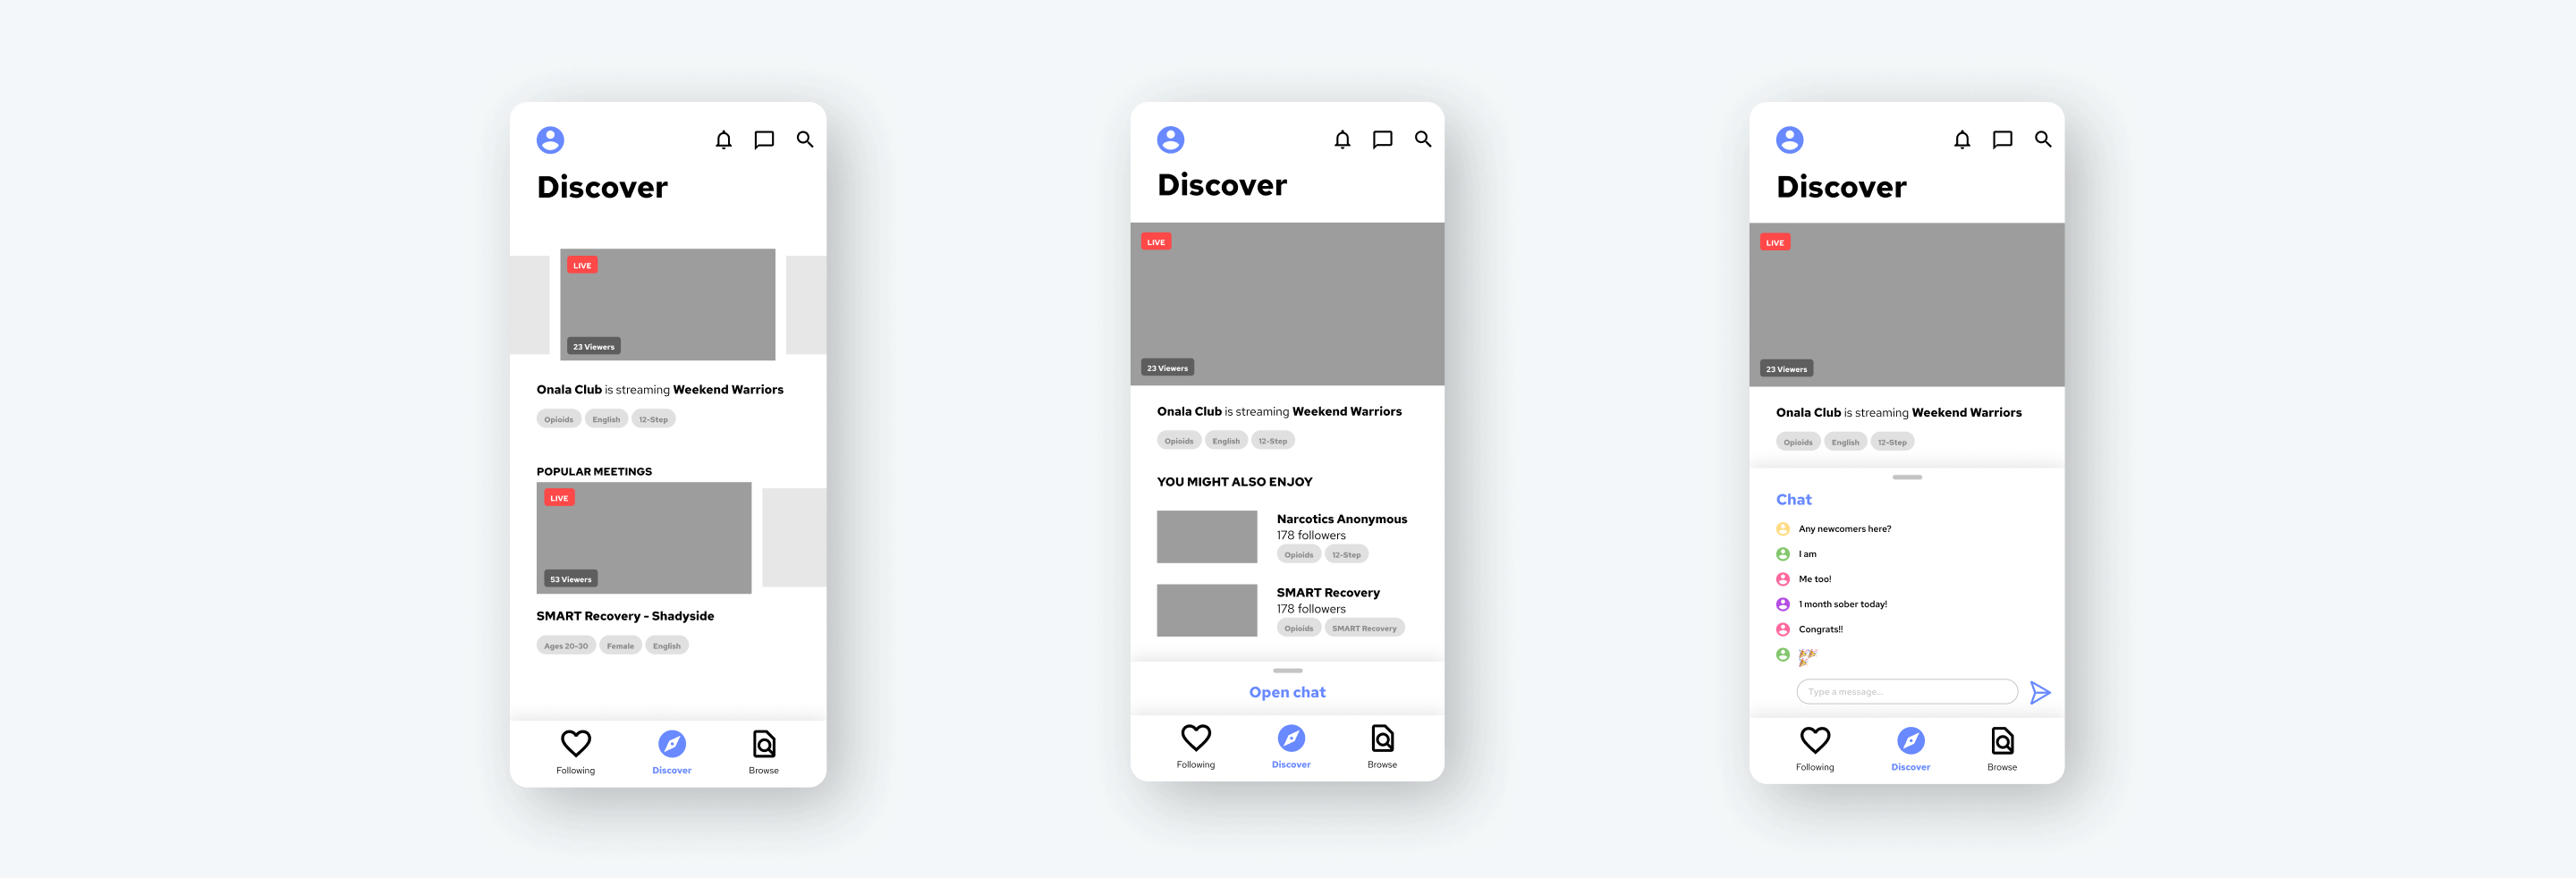 Discover
LIVE
23 Viewers
Onala Club is streaming Weekend Warriors
Opioids English 12-Step
POPULAR MEETINGS
LIVE
53 Viewers
SMART Recovery - Shadyside
Ages 20-30 Female English
Following Discover Browse
Discover
LIVE
23 Viewers
Onala Club is streaming Weekend Warriors
Opioids English 12-Step
YOU MIGHT ALSO ENJOY
Narcotics Anonymous
178 followers
Opioids 12-Step
SMART Recovery
178 followers
Opioids SMART Recovery
Open chat
Following Discover Browse
Discover
LIVE
23 Viewers
Onala Club is streaming Weekend Warriors
Opioids English 12-Step
Chat
Any newcomers here?
I am
Me too!
1 month sober today!
Congrats!!
Type a message...
Following Discover Browse